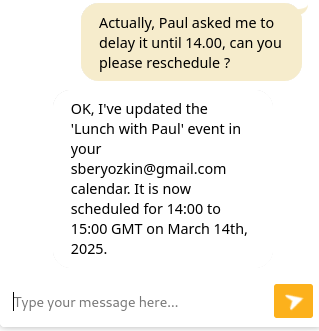 Actually, Paul asked me to
delay it until 14.00, can you
please reschedule ?
OK, I've updated the
'Lunch with Paul' event in
your
sberyozkin@gmail.com
calendar. It is now
scheduled for 14:00 to
15:00 GMT on March 14th,
2025.
Type your message here...